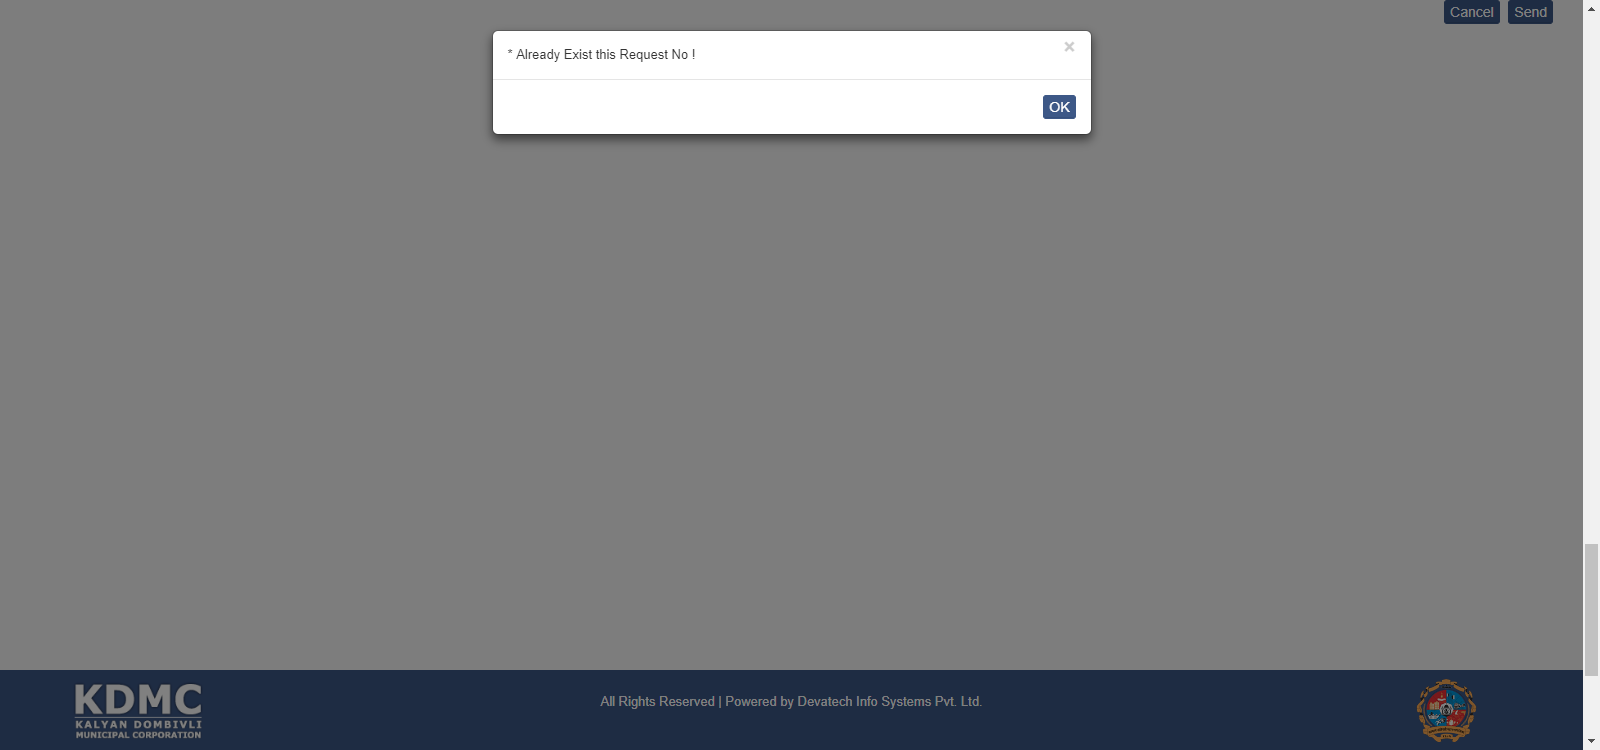 Cancel Send
* Already Exist this Request No !
×
OK
KDMC
KALYAN DOMBIVLI
MUNICIPAL CORPORATION
All Rights Reserved | Powered by Devatech Info Systems Pvt. Ltd.